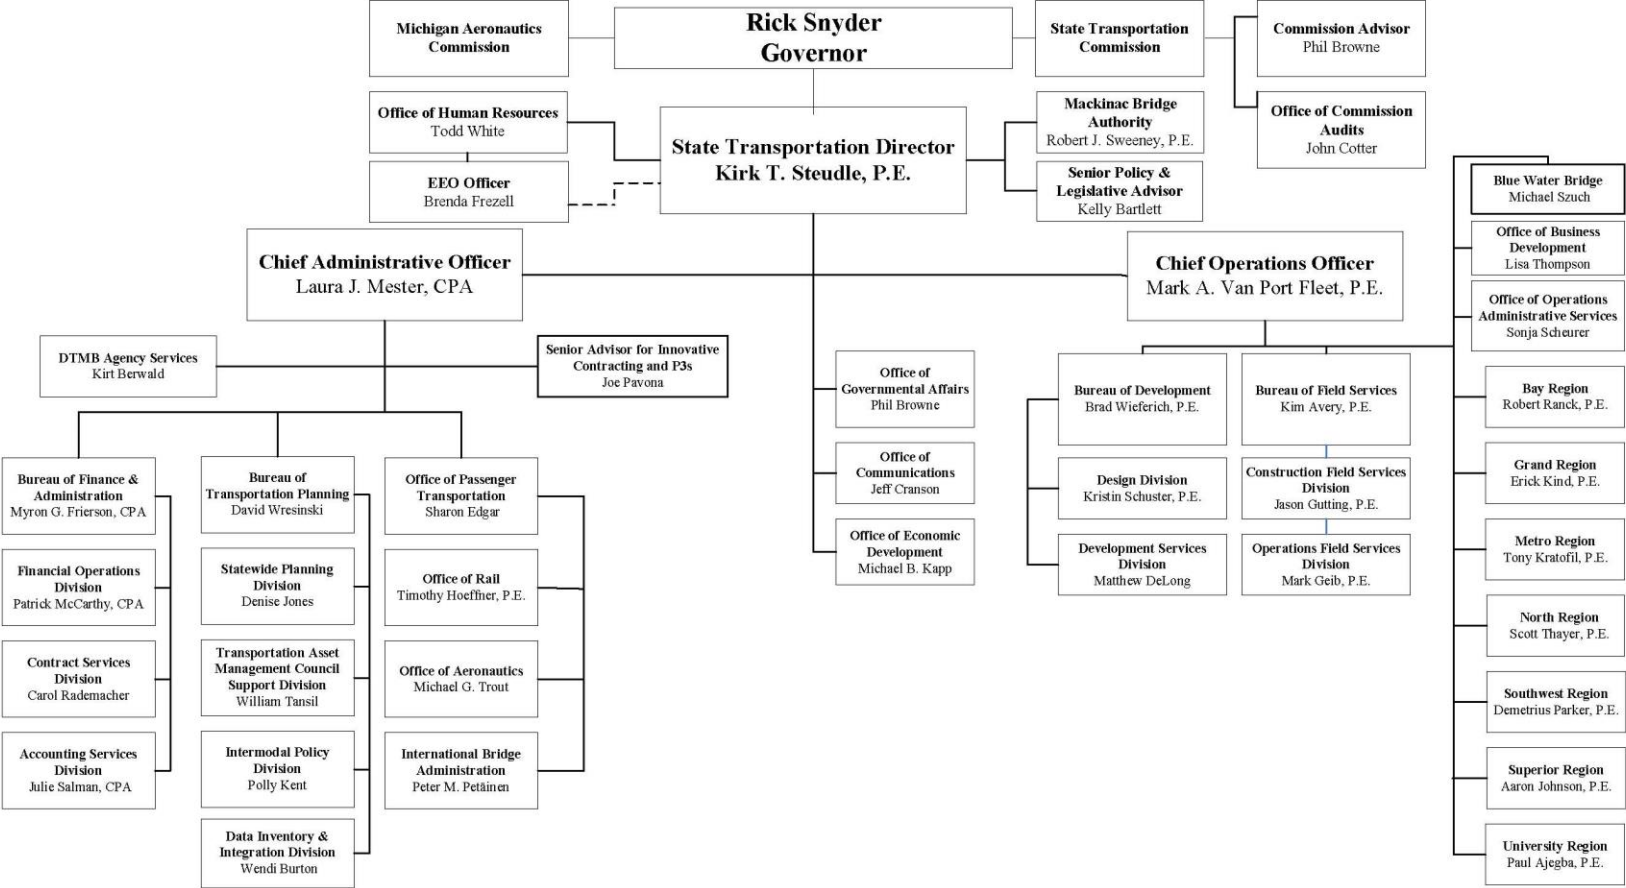 Michigan Aeronautics
Commission
Rick Snyder
Governor
State Transportation
Commission
Commission Advisor
Phil Browne
Office of Human Resources
Todd White
State Transportation Director
Kirk T. Steudle, P.E.
Mackinac Bridge
Authority
Robert J. Sweeney, P.E.
Office of Commission
Audits
John Cotter
EEO Officer
Brenda Frezell
Senior Policy &
Legislative Advisor
Kelly Bartlett
Blue Water Bridge
Michael Szuch
Office of Business
Development
Lisa Thompson
Chief Administrative Officer
Laura J. Mester, CPA
Chief Operations Officer
Mark A. Van Port Fleet, P.E.
Office of Operations
Administrative Services
Sonja Scheurer
DTMB Agency Services
Kirt Berwald
Senior Advisor for Innovative
Contracting and P3s
Joe Pavona
Office of
Governmental Affairs
Phil Browne
Office of
Communications
Jeff Cranson
Office of Economic
Development
Michael B. Kapp
Bureau of Development
Brad Wieferich, P.E.
Design Division
Kristin Schuster, P.E.
Development Services
Division
Matthew DeLong
Bureau of Field Services
Kim Avery, P.E.
Construction Field Services
Division
Jason Gutting, P.E.
Operations Field Services
Division
Mark Geib, P.E.
Bay Region
Robert Ranck, P.E.
Grand Region
Erick Kind, P.E.
Metro Region
Tony Kratofil, P.E.
North Region
Scott Thayer, P.E.
Southwest Region
Demetrius Parker, P.E.
Superior Region
Aaron Johnson, P.E.
University Region
Paul Ajegba, P.E.
Bureau of Finance &
Administration
Myron G. Frierson, CPA
Financial Operations
Division
Patrick McCarthy, CPA
Contract Services
Division
Carol Rademacher
Accounting Services
Division
Julie Salman, CPA
Bureau of
Transportation Planning
David Wresinski
Statewide Planning
Division
Denise Jones
Transportation Asset
Management Council
Support Division
William Tansil
Intermodal Policy
Division
Polly Kent
Data Inventory &
Integration Division
Wendi Burton
Office of Passenger
Transportation
Sharon Edgar
Office of Rail
Timothy Hoeffner, P.E.
Office of Aeronautics
Michael G. Trout
International Bridge
Administration
Peter M. Petäinen